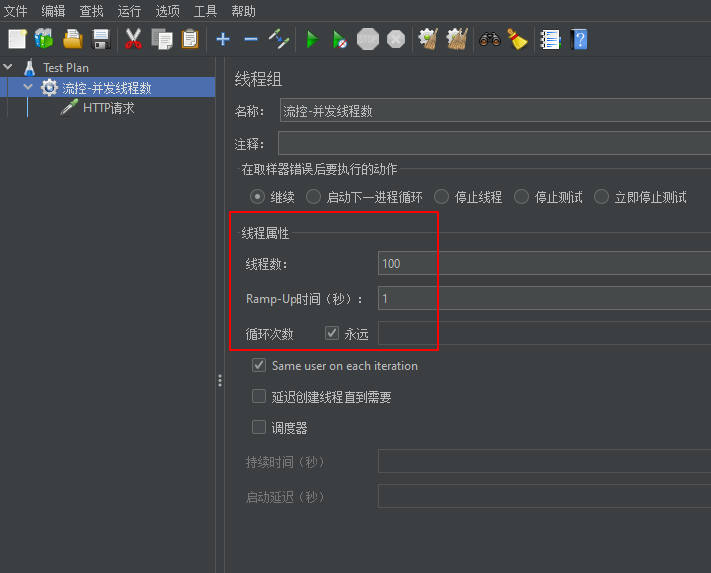 文件 编辑 查找 运行 选项 工具 帮助
Test Plan
流控-并发线程数
HTTP请求
线程组
名称： 流控-并发线程数
注释：
在取样器错误后要执行的动作
继续 启动下一进程循环 停止线程 停止测试 立即停止测试
线程属性
线程数： 100
Ramp-Up时间（秒）： 1
循环次数 永远
Same user on each iteration
延迟创建线程直到需要
调度器
持续时间（秒）
启动延迟（秒）